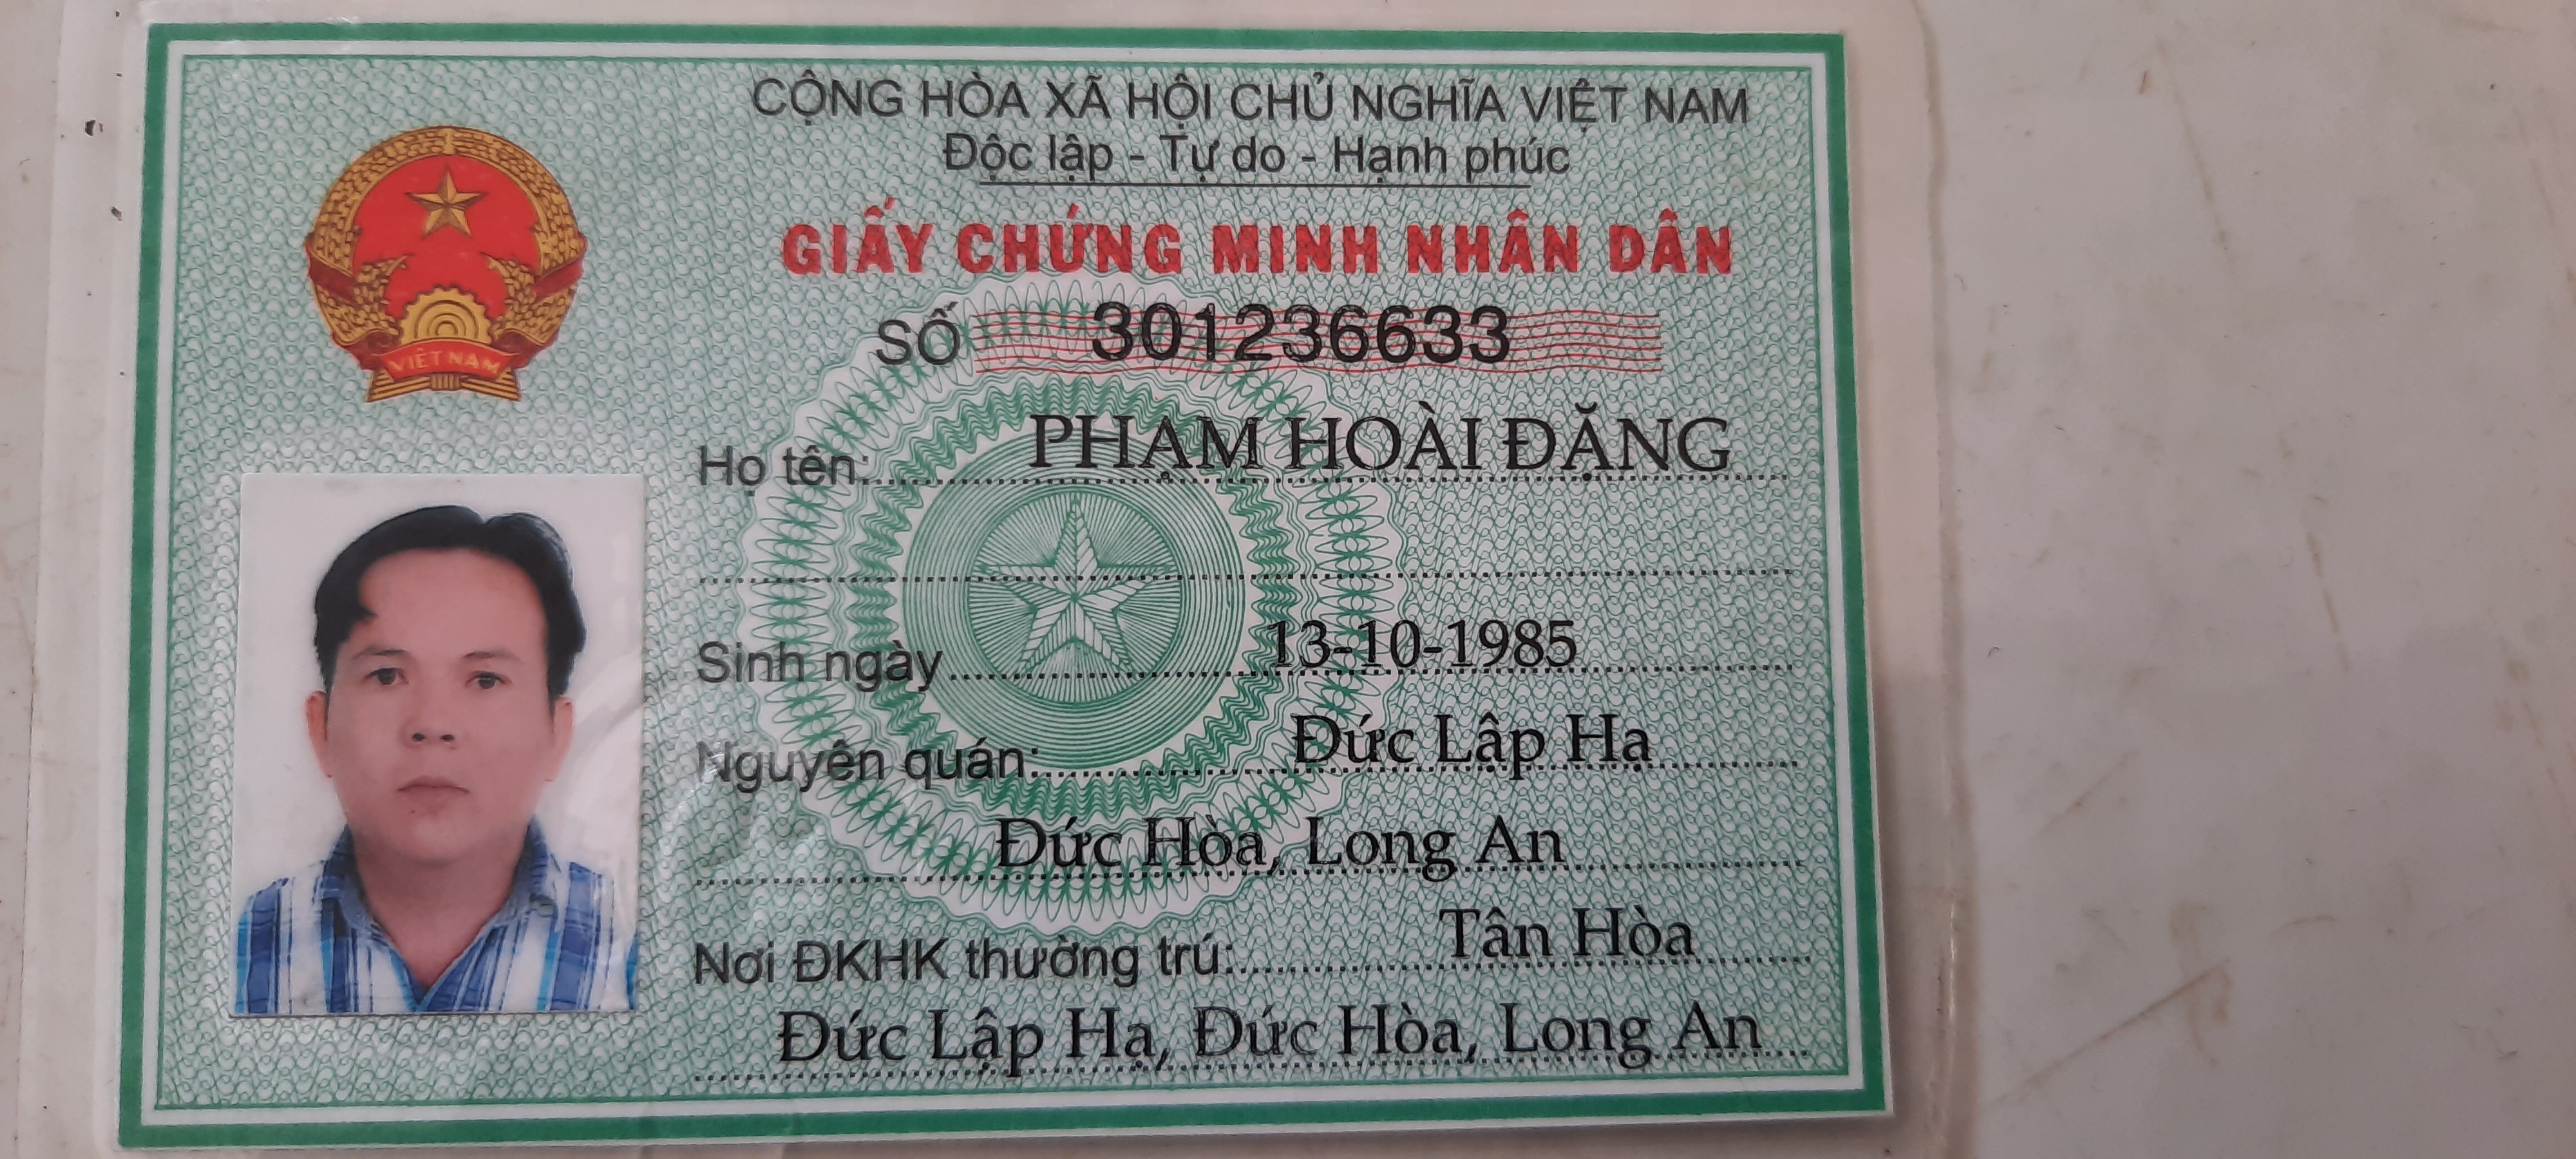 CỘNG HÒA XÃ HỘI CHỦ NGHĨA VIỆT NAM
Độc lập - Tự do - Hạnh phúc
GIẤY CHỨNG MINH NHÂN DÂN
SỐ 301236633
Họ tên: PHẠM HOÀI ĐĂNG
Sinh ngày 13-10-1985
Nguyên quán Đức Lập Hạ
Đức Hòa, Long An
Nơi ĐKHK thường trú Tân Hòa
Đức Lập Hạ, Đức Hòa, Long An
VIỆT NAM